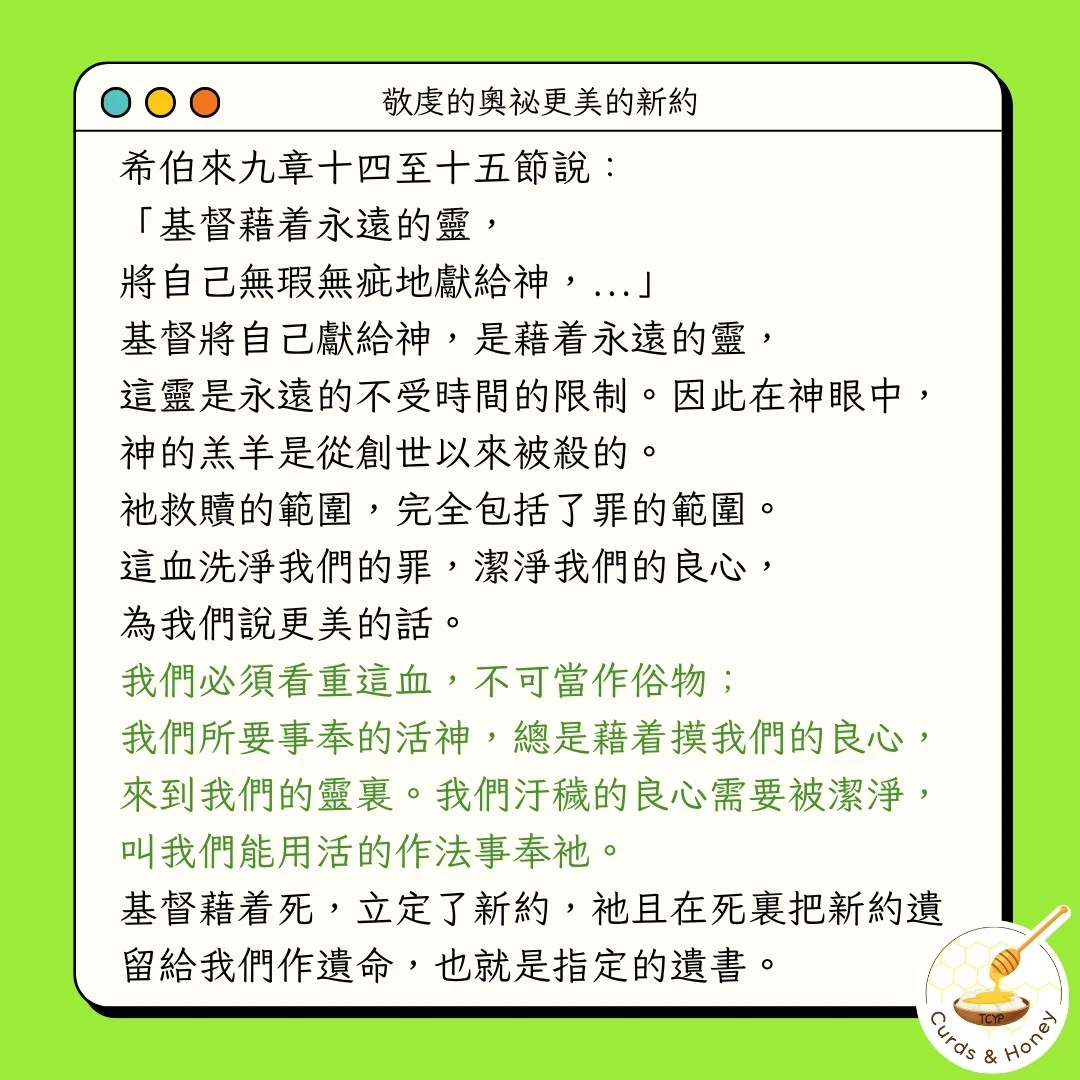 敬虔的奧祕更美的新約
希伯來九章十四至十五節說：
「基督藉着永遠的靈，
將自己無瑕無疵地獻給神，...」
基督將自己獻給神，是藉着永遠的靈，
這靈是永遠的不受時間的限制。因此在神眼中，
神的羔羊是從創世以來被殺的。
祂救贖的範圍，完全包括了罪的範圍。
這血洗淨我們的罪，潔淨我們的良心，
為我們說更美的話。
我們必須看重這血，不可當作俗物；
我們所要事奉的活神，總是藉着摸我們的良心，
來到我們的靈裏。我們汙穢的良心需要被潔淨，
叫我們能用活的作法事奉祂。
基督藉着死，立定了新約，祂且在死裏把新約遺
留給我們作遺命，也就是指定的遺書。
TCYP
Curds & Honey